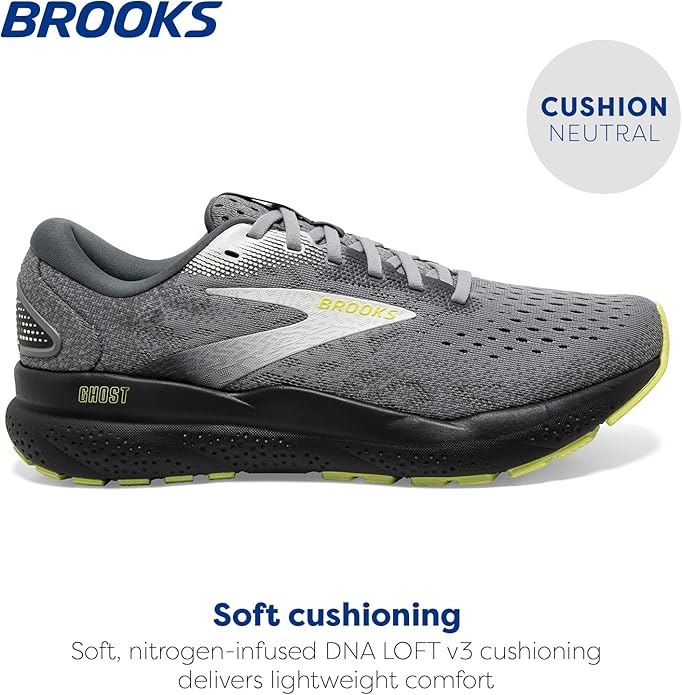 BROOKS
CUSHION
NEUTRAL
BROOKS
GHOST
Soft cushioning
Soft, nitrogen-infused DNA LOFT v3 cushioning
delivers lightweight comfort